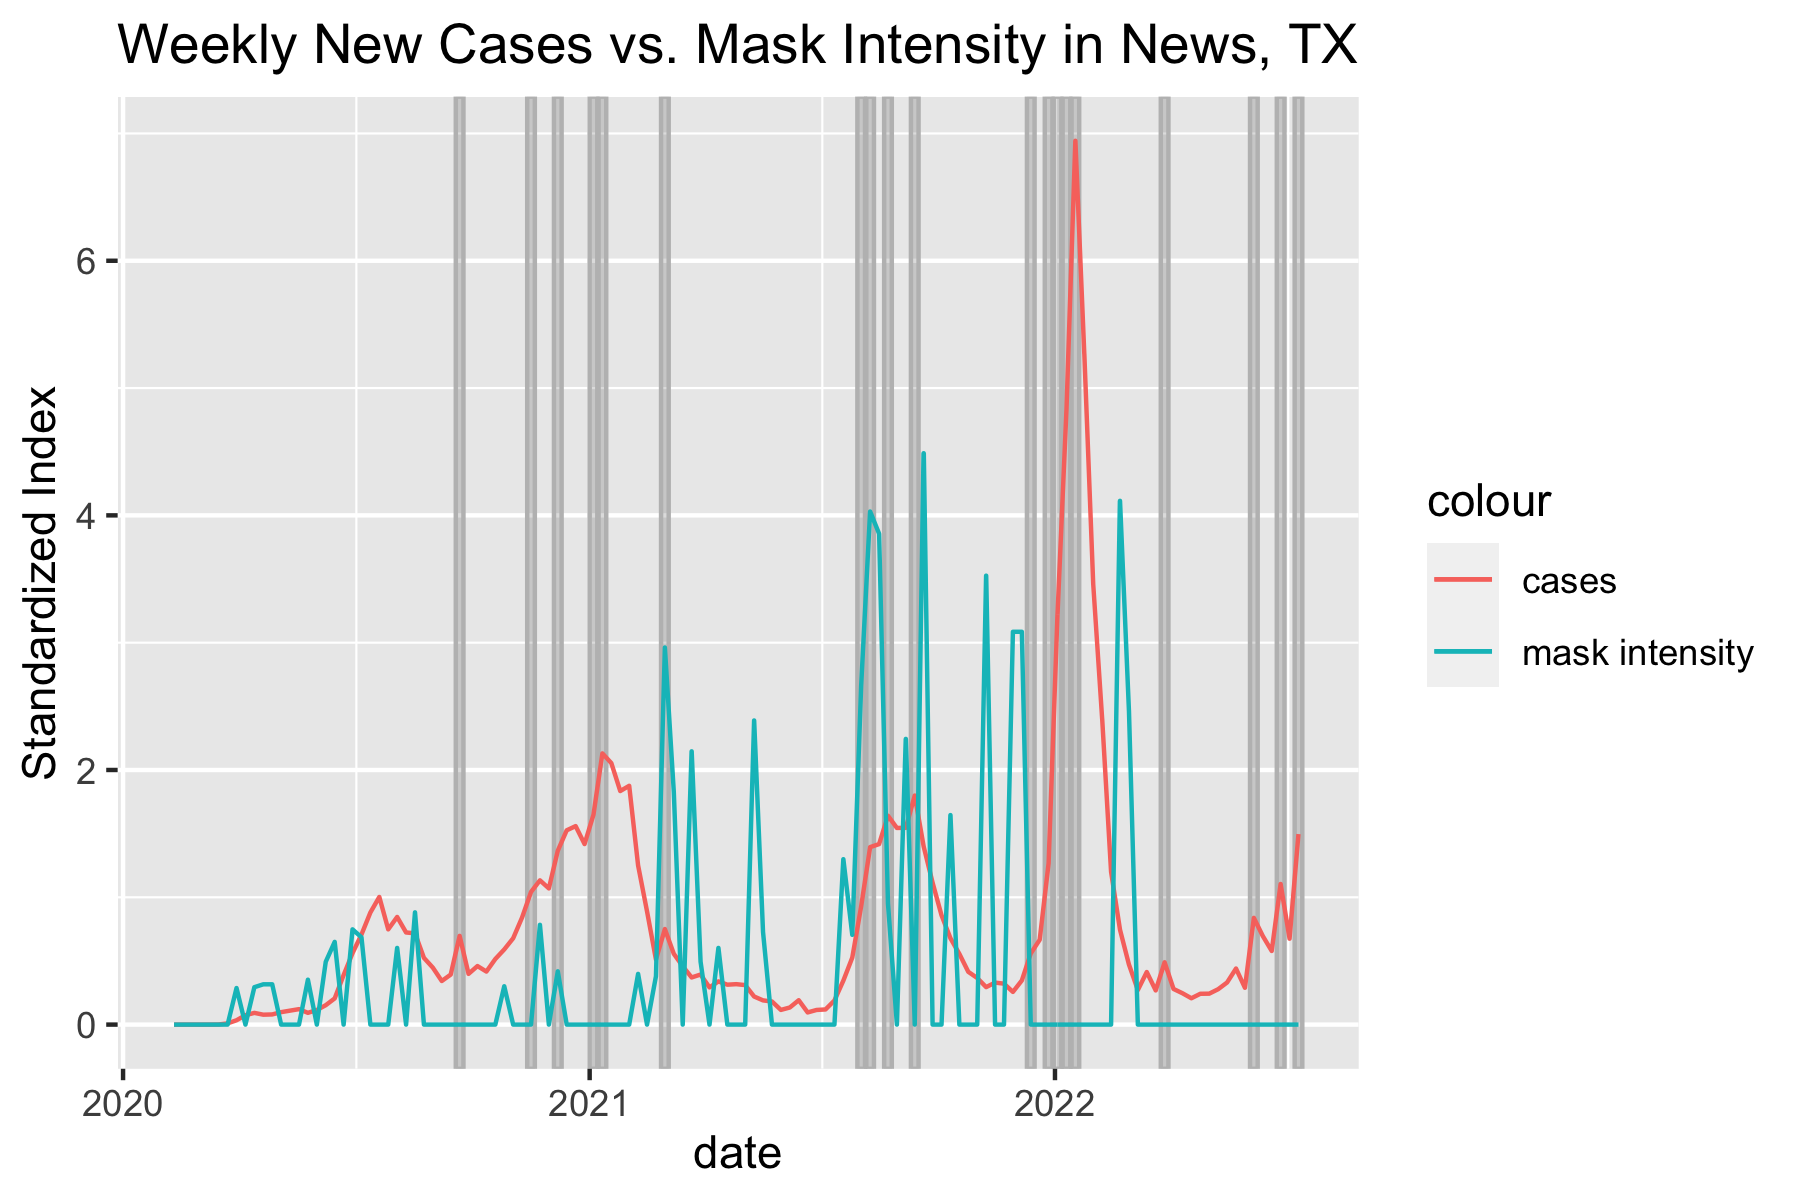 Weekly New Cases vs. Mask Intensity in News, TX
Standardized Index
6
4
2
0
2020 2021 2022
date
colour
cases
mask intensity